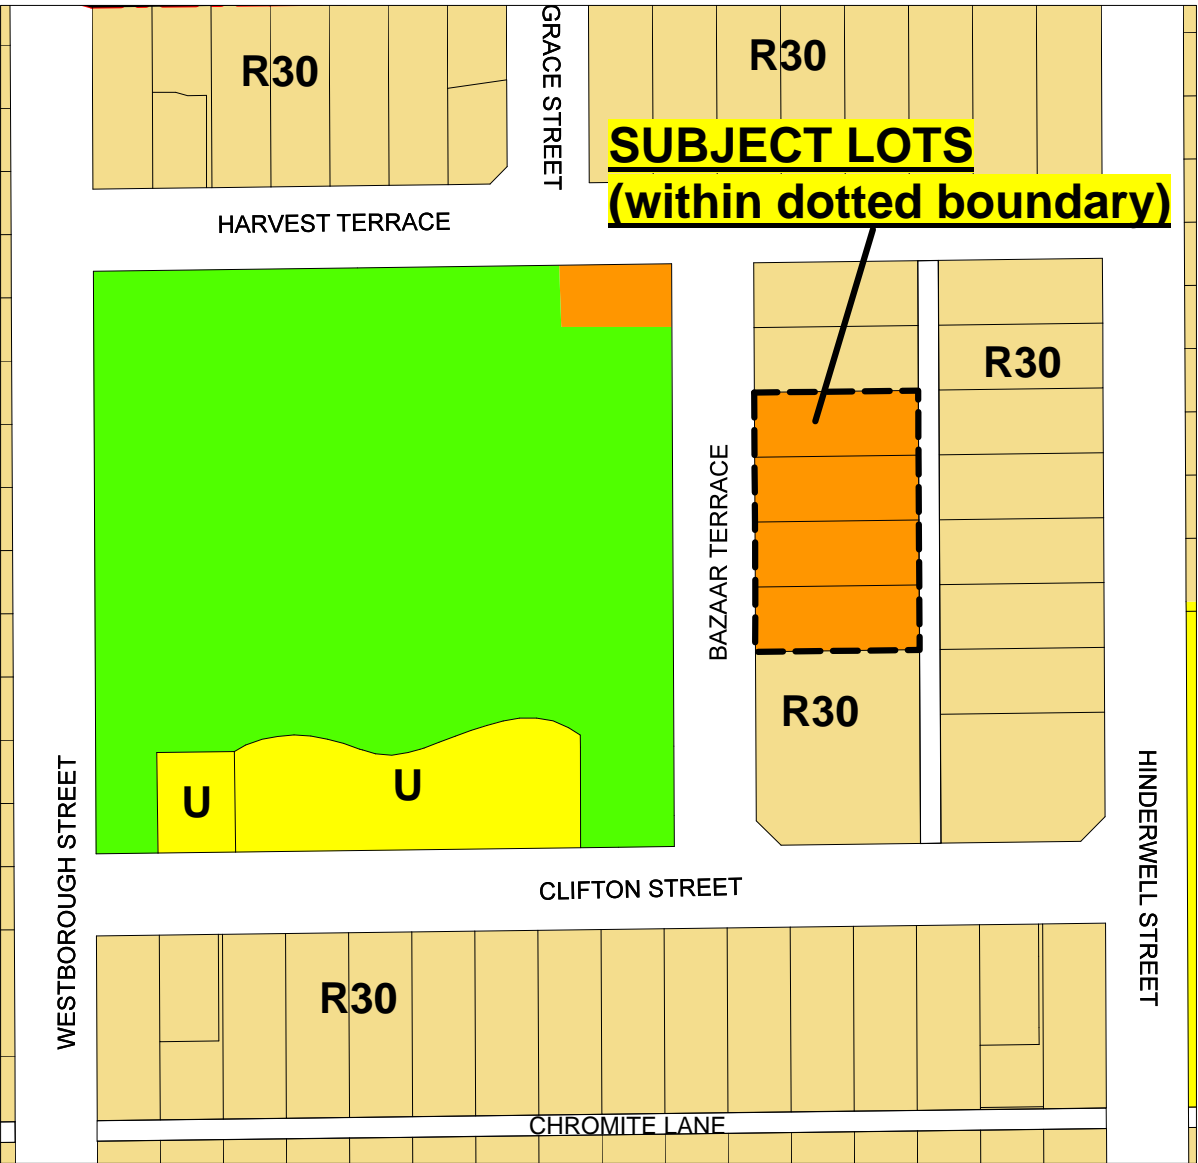 GRACE STREET
R30
R30
SUBJECT LOTS
(within dotted boundary)
HARVEST TERRACE
R30
BAZAAR TERRACE
R30
U
U
WESTBOROUGH STREET
HINDERWELL STREET
CLIFTON STREET
R30
CHROMITE LANE